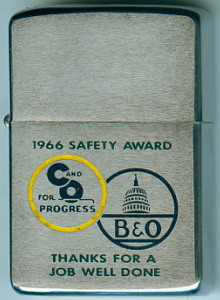 1966 SAFETY AWARD
C AND O
FOR PROGRESS
B&O
THANKS FOR A
JOB WELL DONE